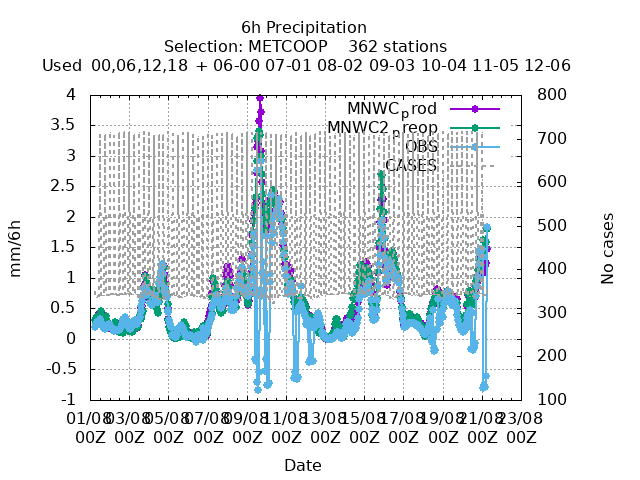 6h Precipitation
Selection: METCOOP 362 stations
Used 00,06,12,18 + 06-00 07-01 08-02 09-03 10-04 11-05 12-06
MNWCprod
MNWC2preop
OBS
CASES
mm/6h
4
3.5
3
2.5
2
1.5
1
0.5
0
-0.5
-1
No cases
800
700
600
500
400
300
200
100
01/08 03/08 05/08 07/08 09/08 11/08 13/08 15/08 17/08 19/08 21/08 23/08
00Z 00Z 00Z 00Z 00Z 00Z 00Z 00Z 00Z 00Z 00Z 00Z
Date